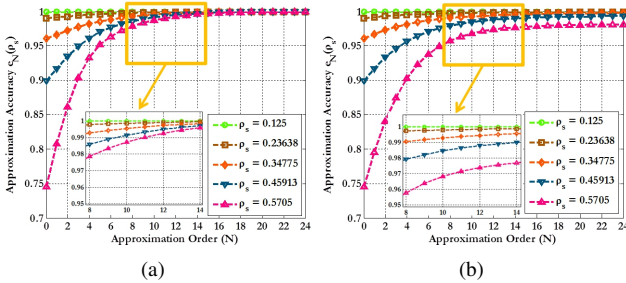 Approximation Accuracy ε_N(ρ_s)
1
0.95
0.9
0.85
0.8
0.75
0.7
0 2 4 6 8 10 12 14 16 18 20 22 24
Approximation Order (N)
1
0.99
0.98
0.97
0.96
0.95
8 10 12 14
ρ_s = 0.125
ρ_s = 0.23638
ρ_s = 0.34775
ρ_s = 0.45913
ρ_s = 0.5705
(a)
Approximation Accuracy ε_N(ρ_s)
1
0.95
0.9
0.85
0.8
0.75
0.7
0 2 4 6 8 10 12 14 16 18 20 22 24
Approximation Order (N)
1
0.99
0.98
0.97
0.96
0.95
8 10 12 14
ρ_s = 0.125
ρ_s = 0.23638
ρ_s = 0.34775
ρ_s = 0.45913
ρ_s = 0.5705
(b)